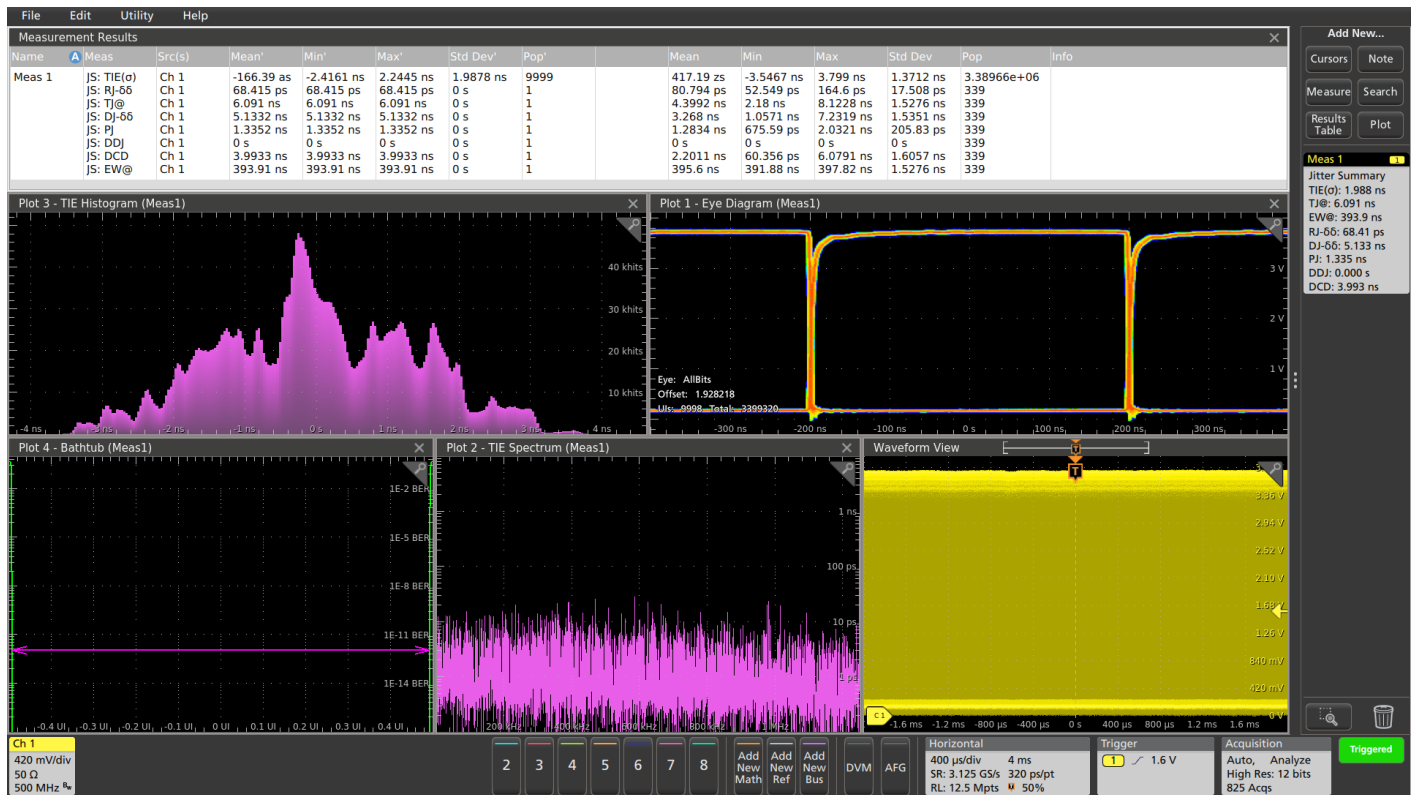 File Edit Utility Help
Measurement Results
Name A Meas Src(s) Mean' Min' Max' Std Dev' Pop' Mean Min Max Std Dev Pop Info
Meas 1 JS: TIE(σ) Ch 1 -166.39 as -2.4161 ns 2.2445 ns 1.9878 ns 9999 417.19 zs -3.5467 ns 3.799 ns 1.3712 ns 3.38966e+06
JS: RJ-δδ Ch 1 68.415 ps 68.415 ps 68.415 ps 0 s 1 80.794 ps 52.549 ps 164.6 ps 17.508 ps 339
JS: TJ@ Ch 1 6.091 ns 6.091 ns 6.091 ns 0 s 1 4.3992 ns 2.18 ns 8.1228 ns 1.5276 ns 339
JS: DJ-δδ Ch 1 5.1332 ns 5.1332 ns 5.1332 ns 0 s 1 3.268 ns 1.0571 ns 7.2319 ns 1.5351 ns 339
JS: PJ Ch 1 1.3352 ns 1.3352 ns 1.3352 ns 0 s 1 1.2834 ns 675.59 ps 2.0321 ns 205.83 ps 339
JS: DDJ Ch 1 0 s 0 s 0 s 0 s 1 0 s 0 s 0 s 0 s 339
JS: DCD Ch 1 3.9933 ns 3.9933 ns 3.9933 ns 0 s 1 2.2011 ns 60.356 ps 6.0791 ns 1.6057 ns 339
JS: EW@ Ch 1 393.91 ns 393.91 ns 393.91 ns 0 s 1 395.6 ns 391.88 ns 397.82 ns 1.5276 ns 339
Plot 3 - TIE Histogram (Meas1)
40 khits
30 khits
20 khits
10 khits
-4 ns -3 ns -2 ns -1 ns 0 s 1 ns 2 ns 3 ns 4 ns
Plot 1 - Eye Diagram (Meas1)
3 V
2 V
1 V
Eye: AllBits
Offset: 1.928218
UIs: 9998 Total: 3399320
-300 ns -200 ns -100 ns 0 s 100 ns 200 ns 300 ns
Plot 4 - Bathtub (Meas1)
1E-2 BER
1E-5 BER
1E-8 BER
1E-11 BER
1E-14 BER
-0.4 UI -0.3 UI -0.2 UI -0.1 UI 0 UI 0.1 UI 0.2 UI 0.3 UI 0.4 UI
Plot 2 - TIE Spectrum (Meas1)
1 ns
100 ps
10 ps
1 ps
200 kHz 400 kHz 600 kHz 800 kHz 1 MHz
Waveform View
T
T
3.36 V
2.94 V
2.52 V
2.10 V
1.68 V
1.26 V
840 mV
420 mV
0 V
C1
-1.6 ms -1.2 ms -800 µs -400 µs 0 s 400 µs 800 µs 1.2 ms 1.6 ms
Add New...
Cursors Note
Measure Search
Results Table Plot
Meas 1 1
Jitter Summary
TIE(σ): 1.988 ns
TJ@: 6.091 ns
EW@: 393.9 ns
RJ-δδ: 68.41 ps
DJ-δδ: 5.133 ns
PJ: 1.335 ns
DDJ: 0.000 s
DCD: 3.993 ns
Ch 1
420 mV/div
50 Ω
500 MHz Bw
2 3 4 5 6 7 8
Add New Math
Add New Ref
Add New Bus
DVM AFG
Horizontal
400 µs/div 4 ms
SR: 3.125 GS/s 320 ps/pt
RL: 12.5 Mpts 50%
Trigger
1 1.6 V
Acquisition
Auto, Analyze
High Res: 12 bits
825 Acqs
Triggered